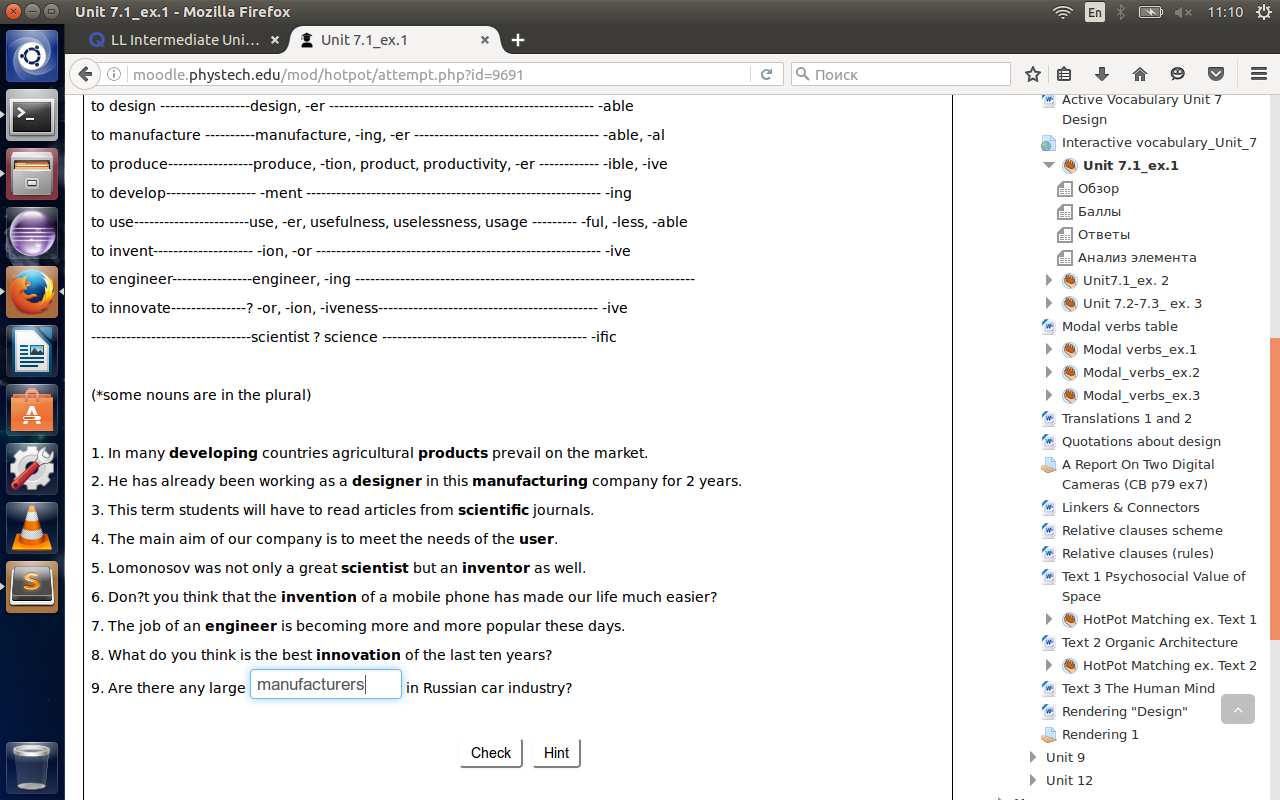 Unit 7.1_ex.1 - Mozilla Firefox
En
11:10
LL Intermediate Uni...
Unit 7.1_ex.1
moodle.phystech.edu/mod/hotpot/attempt.php?id=9691
Поиск
to design ------------------design, -er ----------------------------------------------------- -able
to manufacture ----------manufacture, -ing, -er ------------------------------------- -able, -al
to produce-----------------produce, -tion, product, productivity, -er ------------ -ible, -ive
to develop------------------ -ment ----------------------------------------------------------- -ing
to use-----------------------use, -er, usefulness, uselessness, usage --------- -ful, -less, -able
to invent-------------------- -ion, -or --------------------------------------------------------- -ive
to engineer----------------engineer, -ing --------------------------------------------------------------------
to innovate---------------? -or, -ion, -iveness-------------------------------------------- -ive
--------------------------------scientist ? science ----------------------------------------- -ific
(*some nouns are in the plural)
1. In many developing countries agricultural products prevail on the market.
2. He has already been working as a designer in this manufacturing company for 2 years.
3. This term students will have to read articles from scientific journals.
4. The main aim of our company is to meet the needs of the user.
5. Lomonosov was not only a great scientist but an inventor as well.
6. Don?t you think that the invention of a mobile phone has made our life much easier?
7. The job of an engineer is becoming more and more popular these days.
8. What do you think is the best innovation of the last ten years?
9. Are there any large manufacturers in Russian car industry?
Check
Hint
Active Vocabulary Unit 7
Design
Interactive vocabulary_Unit_7
Unit 7.1_ex.1
Обзор
Баллы
Ответы
Анализ элемента
Unit7.1_ex. 2
Unit 7.2-7.3_ ex. 3
Modal verbs table
Modal verbs_ex.1
Modal_verbs_ex.2
Modal_verbs_ex.3
Translations 1 and 2
Quotations about design
A Report On Two Digital
Cameras (CB p79 ex7)
Linkers & Connectors
Relative clauses scheme
Relative clauses (rules)
Text 1 Psychosocial Value of
Space
HotPot Matching ex. Text 1
Text 2 Organic Architecture
HotPot Matching ex. Text 2
Text 3 The Human Mind
Rendering "Design"
Rendering 1
Unit 9
Unit 12